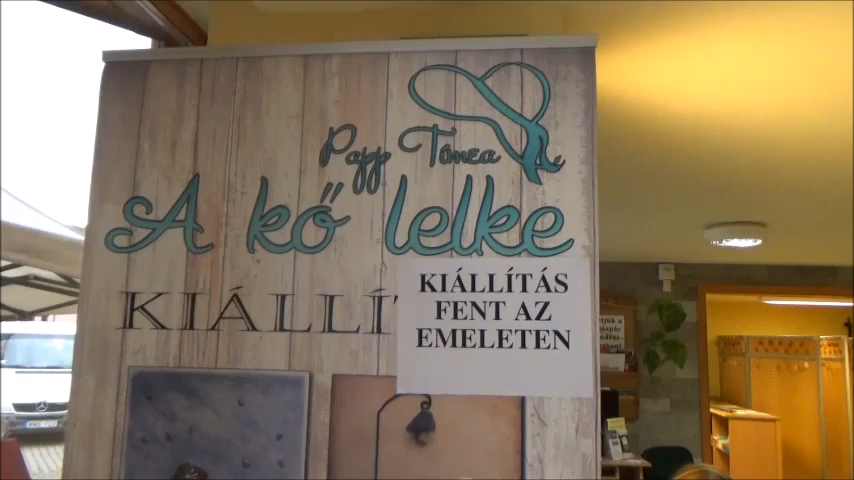 Papp Tímea
A kő lelke
KIÁLLÍT
KIÁLLÍTÁS
FENT AZ
EMELETEN